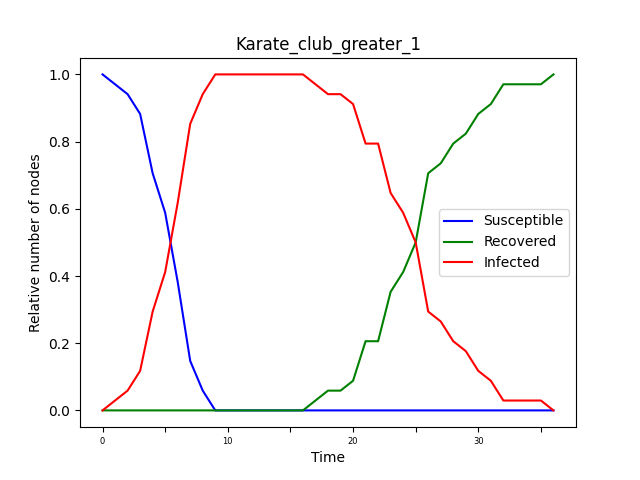 Karate_club_greater_1
Relative number of nodes
1.0
0.8
0.6
0.4
0.2
0.0
Susceptible
Recovered
Infected
0 10 20 30
Time